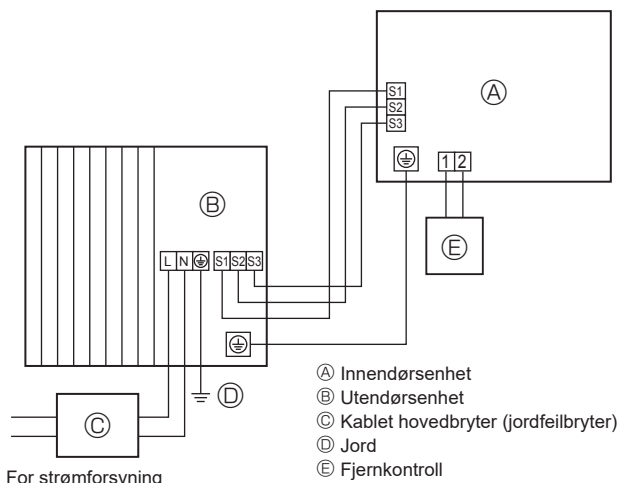 S1
S2
S3
Ⓐ
⏚ 1 2
Ⓑ
Ⓔ
L N ⏚ S1 S2 S3
⏚
Ⓓ
Ⓒ
For strømforsyning
Ⓐ Innendørsenhet
Ⓑ Utendørsenhet
Ⓒ Kablet hovedbryter (jordfeilbryter)
Ⓓ Jord
Ⓔ Fjernkontroll